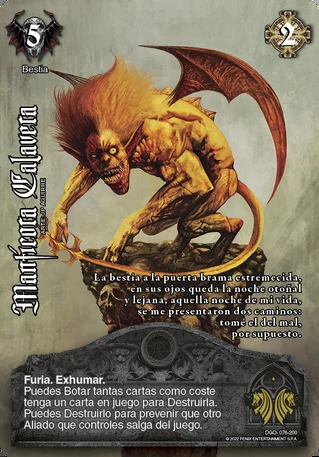 5
2
Bestia
Mantícora Calavera
La bestia a la puerta brama estremecida,
en sus ojos queda la noche otoñal
y lejana; aquella noche de mi vida,
se me presentaron dos caminos:
tomé el del mal,
por supuesto.
Furia. Exhumar.
Puedes Botar tantas cartas como coste
tenga un carta en juego para Destruirla.
Puedes Destruirlo para prevenir que otro
Aliado que controles salga del juego.
DGO- 076-200
© 2022 FENIX ENTERTAINMENT S.P.A.